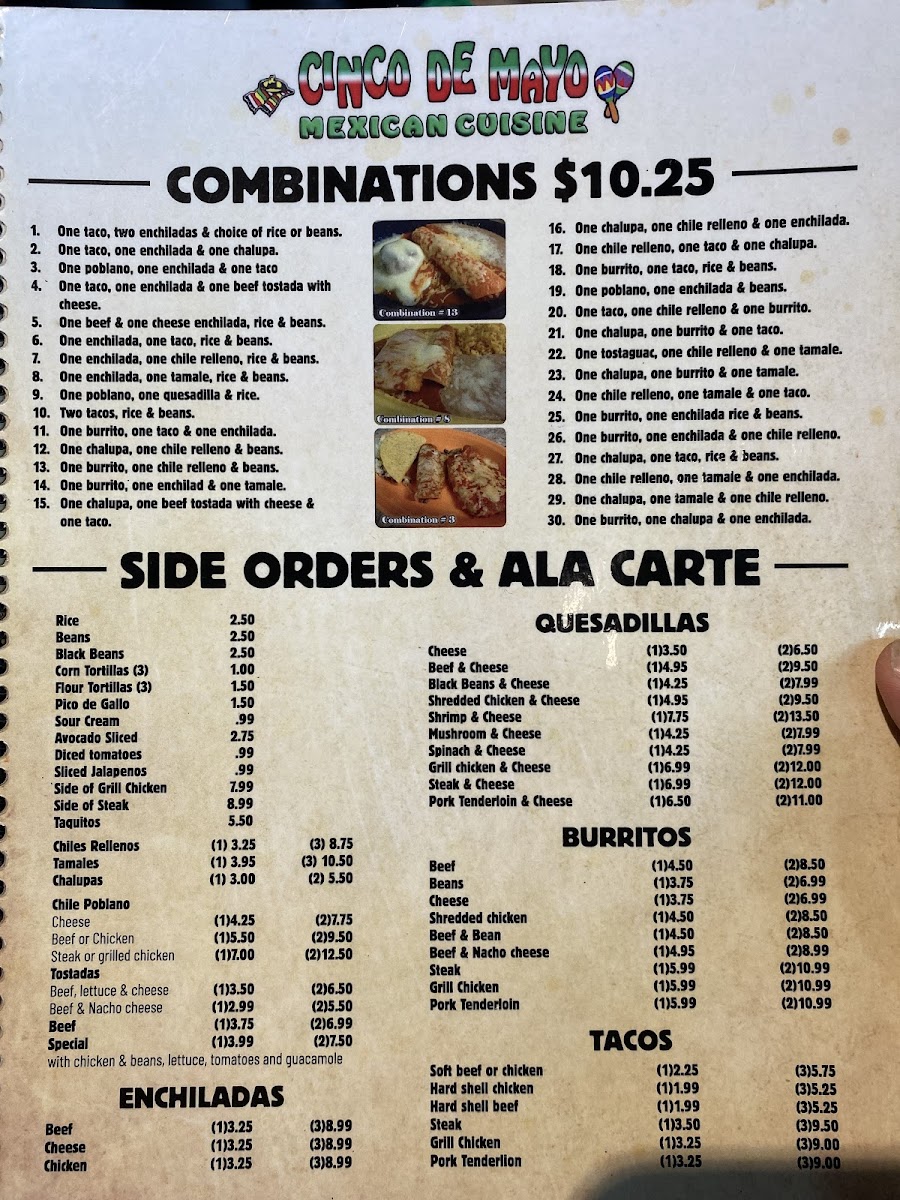 CINCO DE MAYO
MEXICAN CUISINE
COMBINATIONS $10.25
1. One taco, two enchiladas & choice of rice or beans.
2. One taco, one enchilada & one chalupa.
3. One poblano, one enchilada & one taco
4. One taco, one enchilada & one beef tostada with
cheese.
5. One beef & one cheese enchilada, rice & beans.
6. One enchilada, one taco, rice & beans.
7. One enchilada, one chile relleno, rice & beans.
8. One enchilada, one tamale, rice & beans.
9. One poblano, one quesadilla & rice.
10. Two tacos, rice & beans.
11. One burrito, one taco & one enchilada.
12. One chalupa, one chile relleno & beans.
13. One burrito, one chile relleno & beans.
14. One burrito, one enchilad & one tamale.
15. One chalupa, one beef tostada with cheese &
one taco.
Combination # 13
Combination # 8
Combination # 3
16. One chalupa, one chile relleno & one enchilada.
17. One chile relleno, one taco & one chalupa.
18. One burrito, one taco, rice & beans.
19. One poblano, one enchilada & beans.
20. One taco, one chile relleno & one burrito.
21. One chalupa, one burrito & one taco.
22. One tostaguac, one chile relleno & one tamale.
23. One chalupa, one burrito & one tamale.
24. One chile relleno, one tamale & one taco.
25. One burrito, one enchilada rice & beans.
26. One burrito, one enchilada & one chile relleno.
27. One chalupa, one taco, rice & beans.
28. One chile relleno, one tamale & one enchilada.
29. One chalupa, one tamale & one chile relleno.
30. One burrito, one chalupa & one enchilada.
SIDE ORDERS & ALA CARTE
Rice 2.50
Beans 2.50
Black Beans 2.50
Corn Tortillas (3) 1.00
Flour Tortillas (3) 1.50
Pico de Gallo 1.50
Sour Cream .99
Avocado Sliced 2.75
Diced tomatoes .99
Sliced Jalapenos .99
Side of Grill Chicken 7.99
Side of Steak 8.99
Taquitos 5.50
Chiles Rellenos (1) 3.25 (3) 8.75
Tamales (1) 3.95 (3) 10.50
Chalupas (1) 3.00 (2) 5.50
Chile Poblano
Cheese (1)4.25 (2)7.75
Beef or Chicken (1)5.50 (2)9.50
Steak or grilled chicken (1)7.00 (2)12.50
Tostadas
Beef, lettuce & cheese (1)3.50 (2)6.50
Beef & Nacho cheese (1)2.99 (2)5.50
Beef (1)3.75 (2)6.99
Special (1)3.99 (2)7.50
with chicken & beans, lettuce, tomatoes and guacamole
ENCHILADAS
Beef (1)3.25 (3)8.99
Cheese (1)3.25 (3)8.99
Chicken (1)3.25 (3)8.99
QUESADILLAS
Cheese (1)3.50 (2)6.50
Beef & Cheese (1)4.95 (2)9.50
Black Beans & Cheese (1)4.25 (2)7.99
Shredded Chicken & Cheese (1)4.95 (2)9.50
Shrimp & Cheese (1)7.75 (2)13.50
Mushroom & Cheese (1)4.25 (2)7.99
Spinach & Cheese (1)4.25 (2)7.99
Grill chicken & Cheese (1)6.99 (2)12.00
Steak & Cheese (1)6.99 (2)12.00
Pork Tenderloin & Cheese (1)6.50 (2)11.00
BURRITOS
Beef (1)4.50 (2)8.50
Beans (1)3.75 (2)6.99
Cheese (1)3.75 (2)6.99
Shredded chicken (1)4.50 (2)8.50
Beef & Bean (1)4.50 (2)8.50
Beef & Nacho cheese (1)4.95 (2)8.99
Steak (1)5.99 (2)10.99
Grill Chicken (1)5.99 (2)10.99
Pork Tenderloin (1)5.99 (2)10.99
TACOS
Soft beef or chicken (1)2.25 (3)5.75
Hard shell chicken (1)1.99 (3)5.25
Hard shell beef (1)1.99 (3)5.25
Steak (1)3.50 (3)9.50
Grill Chicken (1)3.25 (3)9.00
Pork Tenderlion (1)3.25 (3)9.00